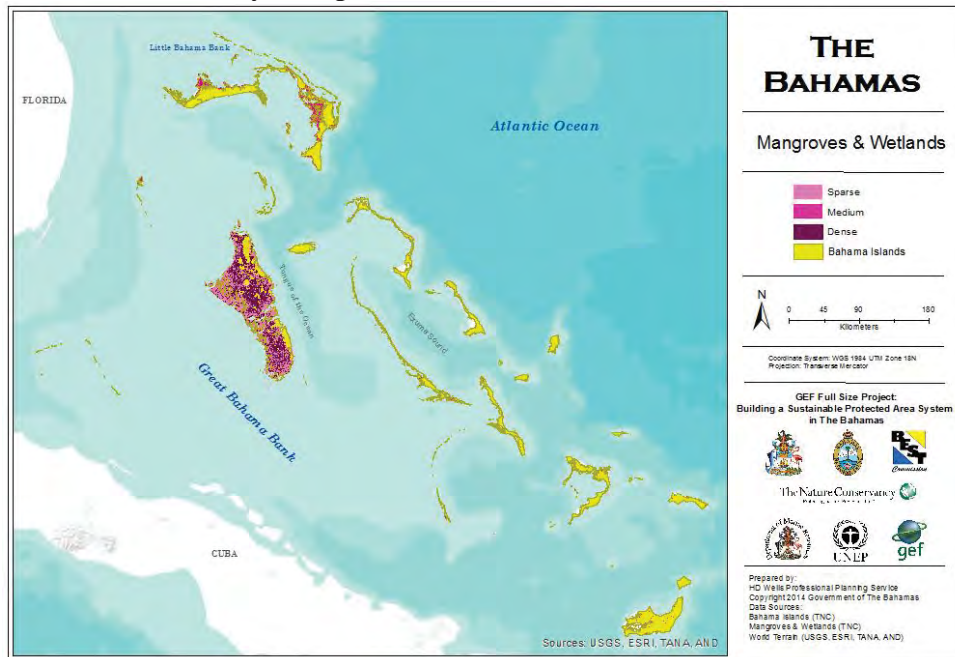 Little Bahama Bank
FLORIDA
Atlantic Ocean
Tongue of the Ocean
Exuma Sound
Great Bahama Bank
CUBA
Sources: USGS, ESRI, TANA, AND
THE
BAHAMAS
Mangroves & Wetlands
Sparse
Medium
Dense
Bahama Islands
N
0 45 90 180
Kilometers
Coordinate System: WGS 1984 UTM Zone 18N
Projection: Transverse Mercator
GEF Full Size Project:
Building a Sustainable Protected Area System
in The Bahamas
BEST
Commission
The Nature Conservancy
UNEP
gef
Prepared by:
HD Wells Professional Planning Service
Copyright 2014 Government of The Bahamas
Data Sources:
Bahama Islands (TNC)
Mangroves & Wetlands (TNC)
World Terrain (USGS, ESRI, TANA, AND)